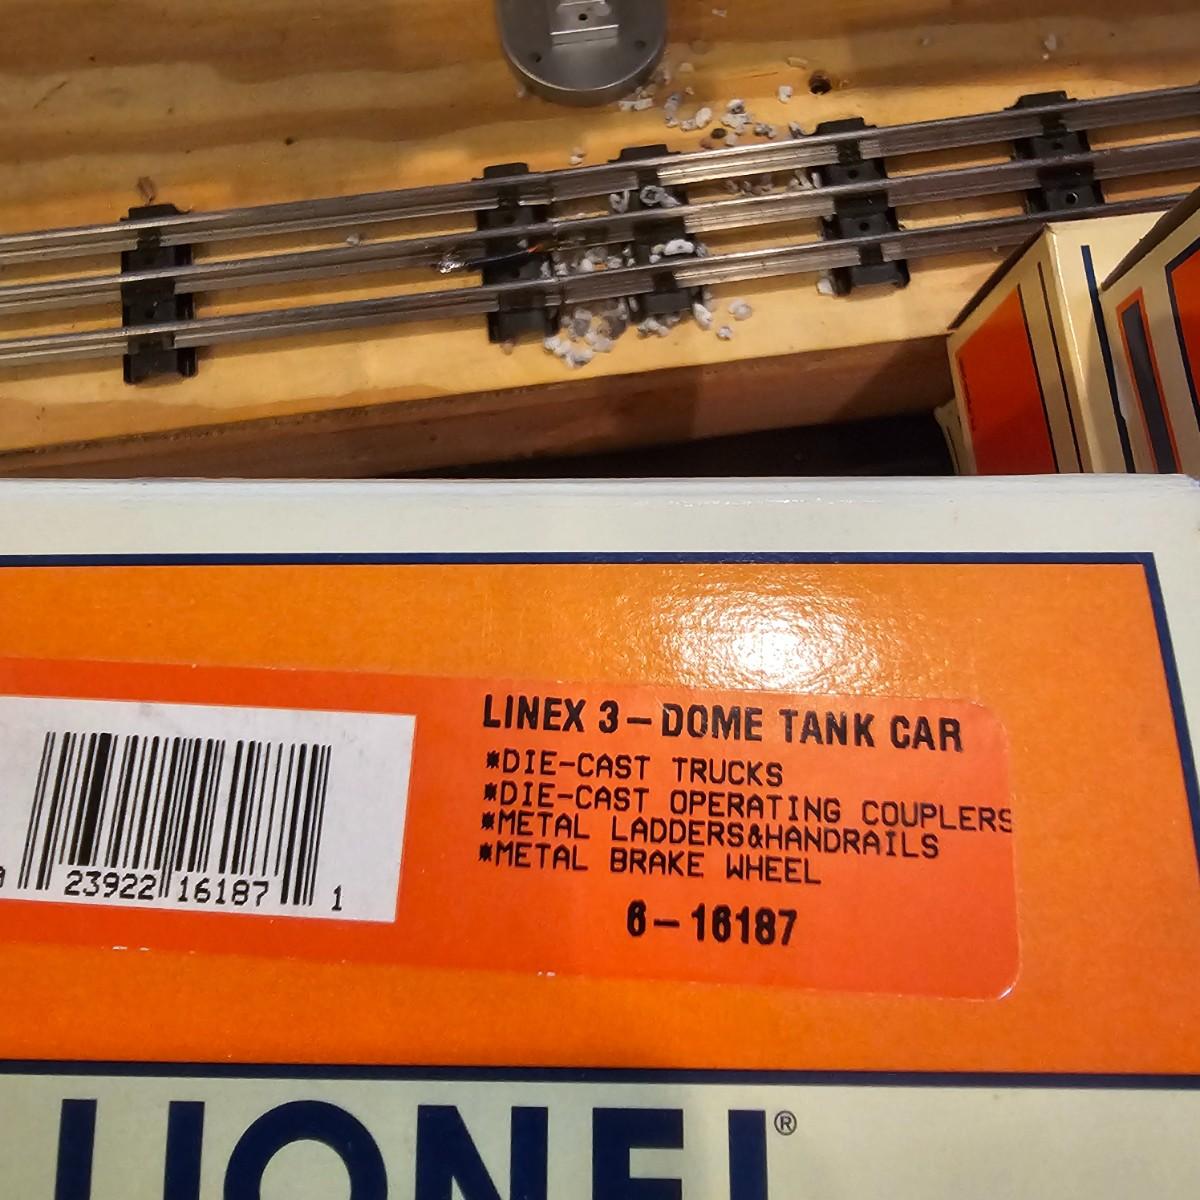 LINEX 3-DOME TANK CAR
*DIE-CAST TRUCKS
*DIE-CAST OPERATING COUPLERS
*METAL LADDERS&HANDRAILS
*METAL BRAKE WHEEL
6-16187
23922 16187 1
LIONEL®